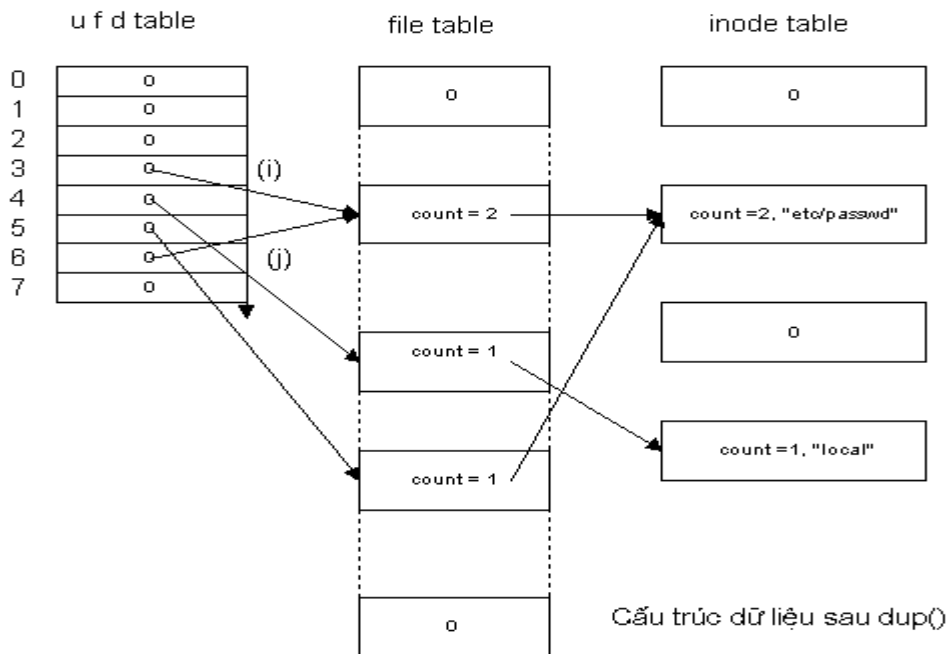 u f d table
file table
inode table
0
1
2
3
4
5
6
7
o
o
o
o
o
o
o
o
(i)
(j)
o
count = 2
count = 1
count = 1
o
o
count =2, "etc/passwd"
o
count =1, "local"
Cấu trúc dữ liệu sau dup()